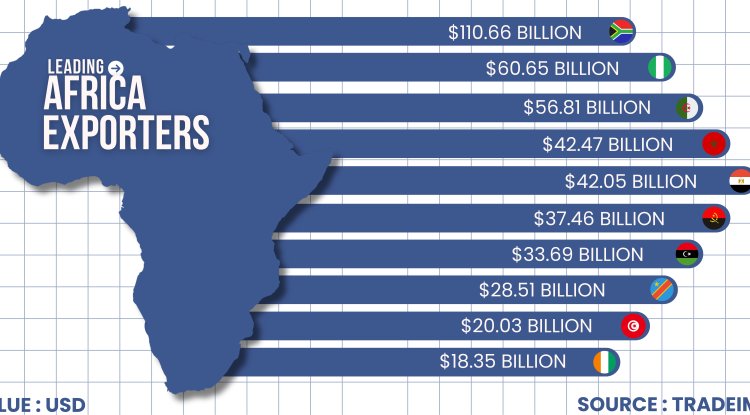 LEADING
AFRICA
EXPORTERS
$110.66 BILLION
$60.65 BILLION
$56.81 BILLION
$42.47 BILLION
$42.05 BILLION
$37.46 BILLION
$33.69 BILLION
$28.51 BILLION
$20.03 BILLION
$18.35 BILLION
LUE : USD
SOURCE : TRADEIM